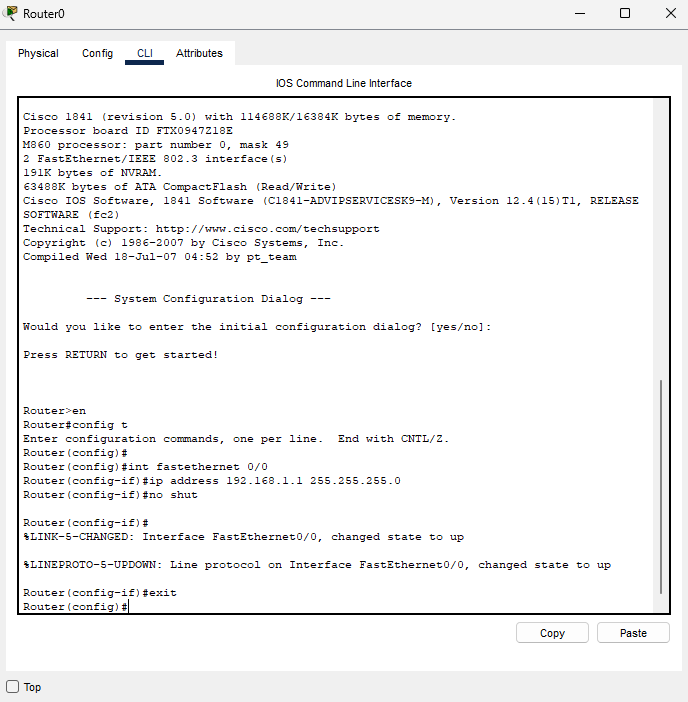 Router0
Physical Config CLI Attributes
IOS Command Line Interface
Cisco 1841 (revision 5.0) with 114688K/16384K bytes of memory.
Processor board ID FTX0947Z18E
M860 processor: part number 0, mask 49
2 FastEthernet/IEEE 802.3 interface(s)
191K bytes of NVRAM.
63488K bytes of ATA CompactFlash (Read/Write)
Cisco IOS Software, 1841 Software (C1841-ADVIPSERVICESK9-M), Version 12.4(15)T1, RELEASE
SOFTWARE (fc2)
Technical Support: http://www.cisco.com/techsupport
Copyright (c) 1986-2007 by Cisco Systems, Inc.
Compiled Wed 18-Jul-07 04:52 by pt_team
--- System Configuration Dialog ---
Would you like to enter the initial configuration dialog? [yes/no]:
Press RETURN to get started!
Router>en
Router#config t
Enter configuration commands, one per line.  End with CNTL/Z.
Router(config)#
Router(config)#int fastethernet 0/0
Router(config-if)#ip address 192.168.1.1 255.255.255.0
Router(config-if)#no shut
Router(config-if)#
%LINK-5-CHANGED: Interface FastEthernet0/0, changed state to up
%LINEPROTO-5-UPDOWN: Line protocol on Interface FastEthernet0/0, changed state to up
Router(config-if)#exit
Router(config)#
Copy Paste
Top